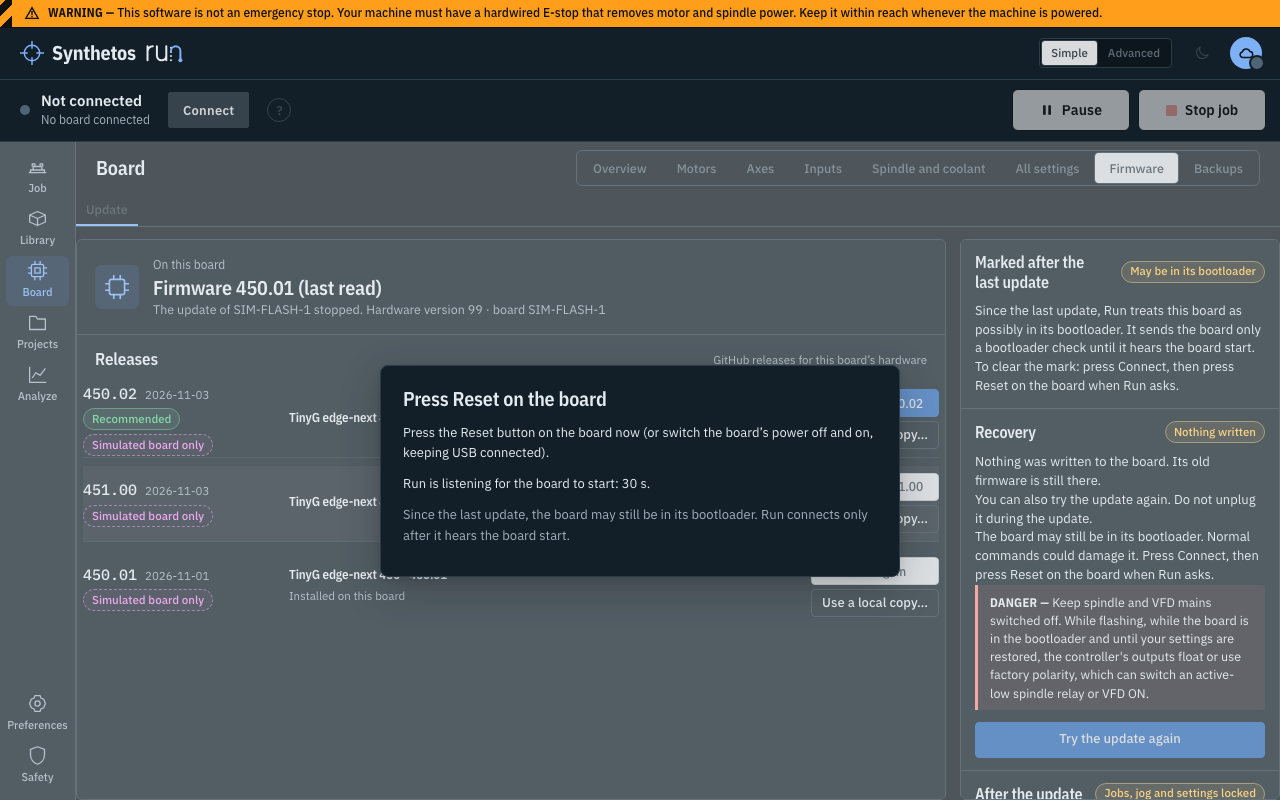 WARNING — This software is not an emergency stop. Your machine must have a hardwired E-stop that removes motor and spindle power. Keep it within reach whenever the machine is powered.
Synthetos run
Simple
Advanced
Not connected
No board connected
Connect
?
Pause
Stop job
Job
Library
Board
Projects
Analyze
Preferences
Safety
Board
Overview
Motors
Axes
Inputs
Spindle and coolant
All settings
Firmware
Backups
Update
On this board
Firmware 450.01 (last read)
The update of SIM-FLASH-1 stopped. Hardware version 99 · board SIM-FLASH-1
Releases
GitHub releases for this board's hardware
450.02 2026-11-03
Recommended
Simulated board only
TinyG edge-next
451.00 2026-11-03
Simulated board only
TinyG edge-next
450.01 2026-11-01
Simulated board only
TinyG edge-next
Installed on this board
Use a local copy...
Press Reset on the board
Press the Reset button on the board now (or switch the board's power off and on,
keeping USB connected).
Run is listening for the board to start: 30 s.
Since the last update, the board may still be in its bootloader. Run connects only
after it hears the board start.
Marked after the
last update
May be in its bootloader
Since the last update, Run treats this board as
possibly in its bootloader. It sends the board only
a bootloader check until it hears the board start.
To clear the mark: press Connect, then press
Reset on the board when Run asks.
Recovery
Nothing written
Nothing was written to the board. Its old
firmware is still there.
You can also try the update again. Do not unplug
it during the update.
The board may still be in its bootloader. Normal
commands could damage it. Press Connect, then
press Reset on the board when Run asks.
DANGER — Keep spindle and VFD mains
switched off. While flashing, while the board is
in the bootloader and until your settings are
restored, the controller's outputs float or use
factory polarity, which can switch an active-
low spindle relay or VFD ON.
Try the update again
After the update
Jobs, jog and settings locked